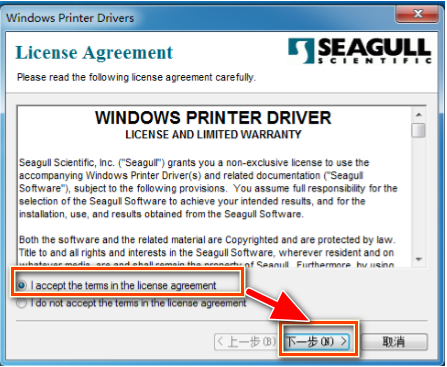 Windows Printer Drivers
License Agreement
SEAGULL
SCIENTIFIC
Please read the following license agreement carefully.
WINDOWS PRINTER DRIVER
LICENSE AND LIMITED WARRANTY
Seagull Scientific, Inc. ("Seagull") grants you a non-exclusive license to use the
accompanying Windows Printer Driver(s) and related documentation ("Seagull
Software"), subject to the following provisions. You assume full responsibility for the
selection of the Seagull Software to achieve your intended results, and for the
installation, use, and results obtained from the Seagull Software.
Both the software and the related material are Copyrighted and are protected by law.
Title to and all rights and interests in the Seagull Software, wherever resident and on
whatever media, are and shall remain the property of Seagull. Furthermore, by using
I accept the terms in the license agreement
I do not accept the terms in the license agreement
< 上一步(B) 下一步(N) > 取消